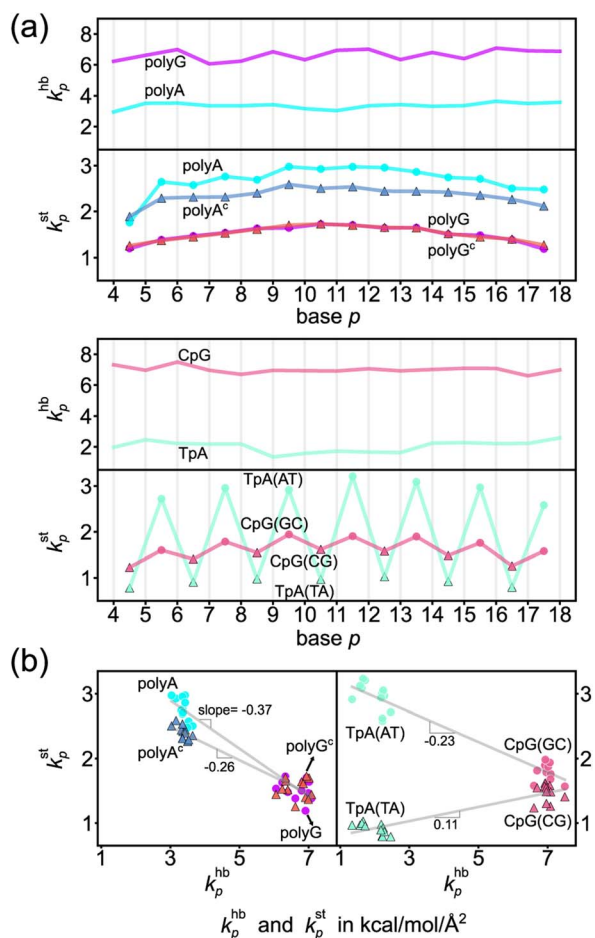 (a)
8
6
4
2
k_p^hb
polyG
polyA
3
2
1
k_p^st
polyA
polyA^c
polyG
polyG^c
4 5 6 7 8 9 10 11 12 13 14 15 16 17 18
base p
8
6
4
2
k_p^hb
CpG
TpA
3
2
1
k_p^st
TpA(AT)
CpG(GC)
CpG(CG)
TpA(TA)
4 5 6 7 8 9 10 11 12 13 14 15 16 17 18
base p
(b)
3
2
1
k_p^st
polyA
slope= -0.37
polyA^c
-0.26
polyG^c
polyG
1 3 5 7
k_p^hb
TpA(AT)
-0.23
CpG(GC)
TpA(TA)
0.11
CpG(CG)
3
2
1
1 3 5 7
k_p^hb
k_p^hb and k_p^st in kcal/mol/Å²